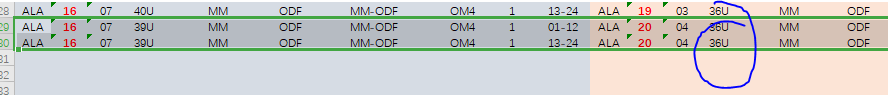 28 ALA 16 07 40U MM ODF MM-ODF OM4 1 13-24 ALA 19 03 36U MM ODF
29 ALA 16 07 39U MM ODF MM-ODF OM4 1 01-12 ALA 20 04 36U MM ODF
30 ALA 16 07 39U MM ODF MM-ODF OM4 1 13-24 ALA 20 04 36U MM ODF
31
32
33